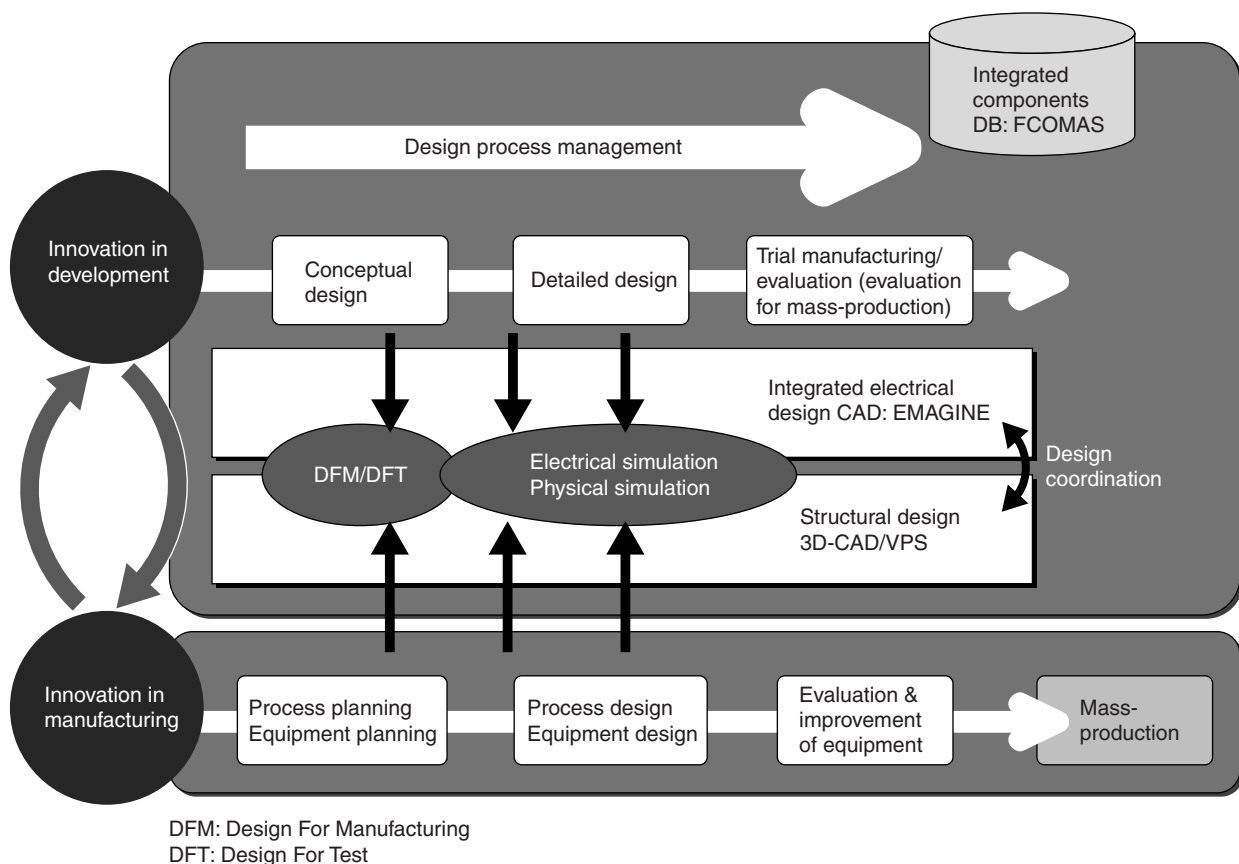 Integrated
components
DB: FCOMAS
Design process management
Innovation in
development
Conceptual
design
Detailed design
Trial manufacturing/
evaluation (evaluation
for mass-production)
Integrated electrical
design CAD: EMAGINE
DFM/DFT
Electrical simulation
Physical simulation
Design
coordination
Structural design
3D-CAD/VPS
Innovation in
manufacturing
Process planning
Equipment planning
Process design
Equipment design
Evaluation &
improvement
of equipment
Mass-
production
DFM: Design For Manufacturing
DFT: Design For Test